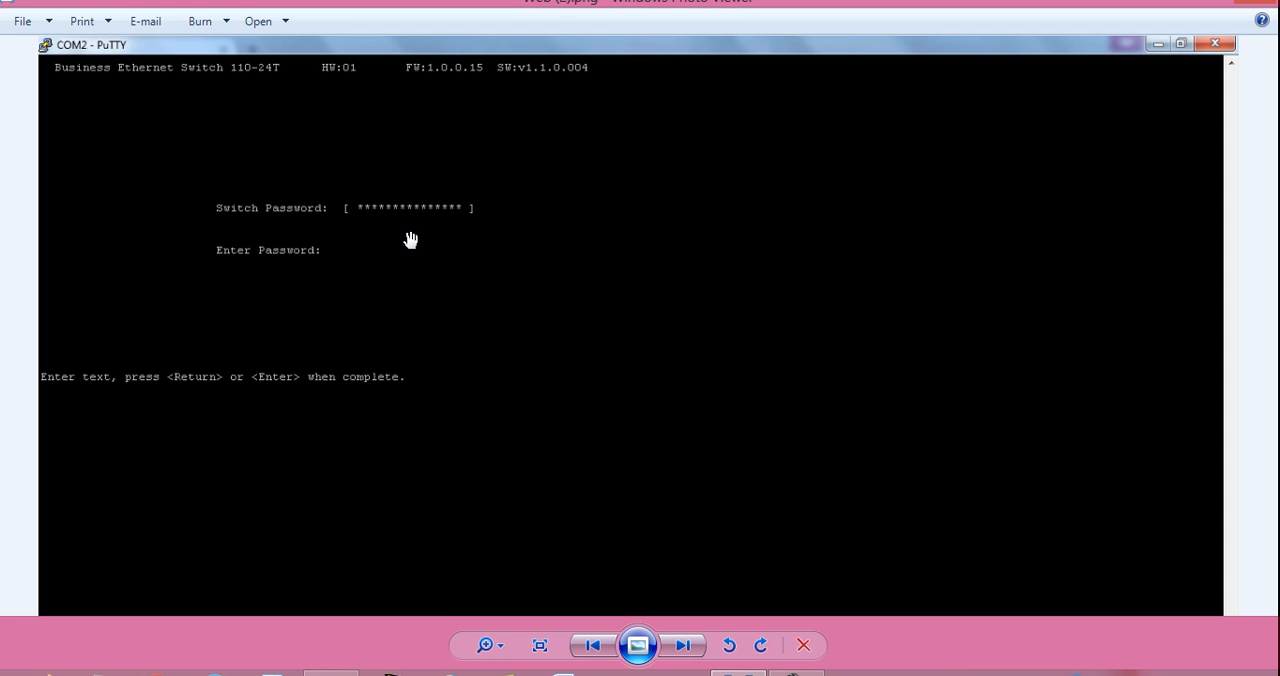 File Print E-mail Burn Open
COM2 - PuTTY
Business Ethernet Switch 110-24T HW:01 FW:1.0.0.15 SW:v1.1.0.004
Switch Password: [ *************** ]
Enter Password:
Enter text, press <Return> or <Enter> when complete.